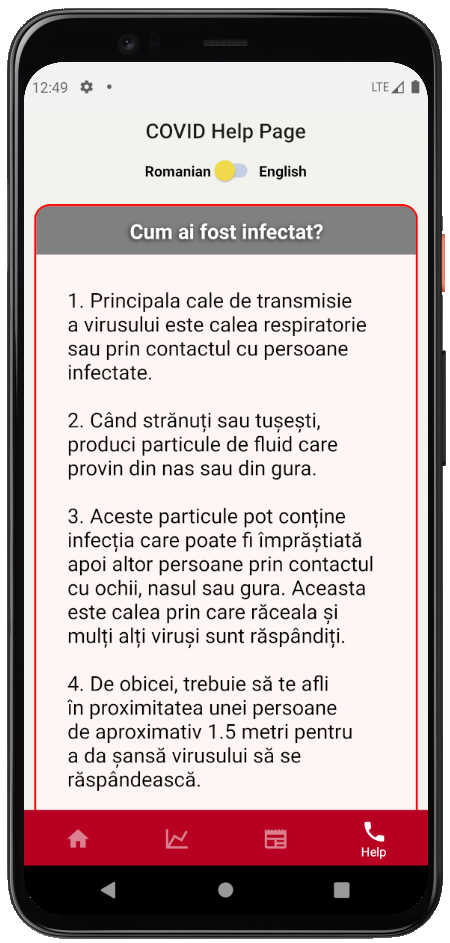 12:49
LTE
COVID Help Page
Romanian English
Cum ai fost infectat?
1. Principala cale de transmisie
a virusului este calea respiratorie
sau prin contactul cu persoane
infectate.
2. Când strănuți sau tușești,
produci particule de fluid care
provin din nas sau din gura.
3. Aceste particule pot conține
infecția care poate fi împrăștiată
apoi altor persoane prin contactul
cu ochii, nasul sau gura. Aceasta
este calea prin care răceala și
mulți alți viruși sunt răspândiți.
4. De obicei, trebuie să te afli
în proximitatea unei persoane
de aproximativ 1.5 metri pentru
a da șansă virusului să se
răspândească.
Help